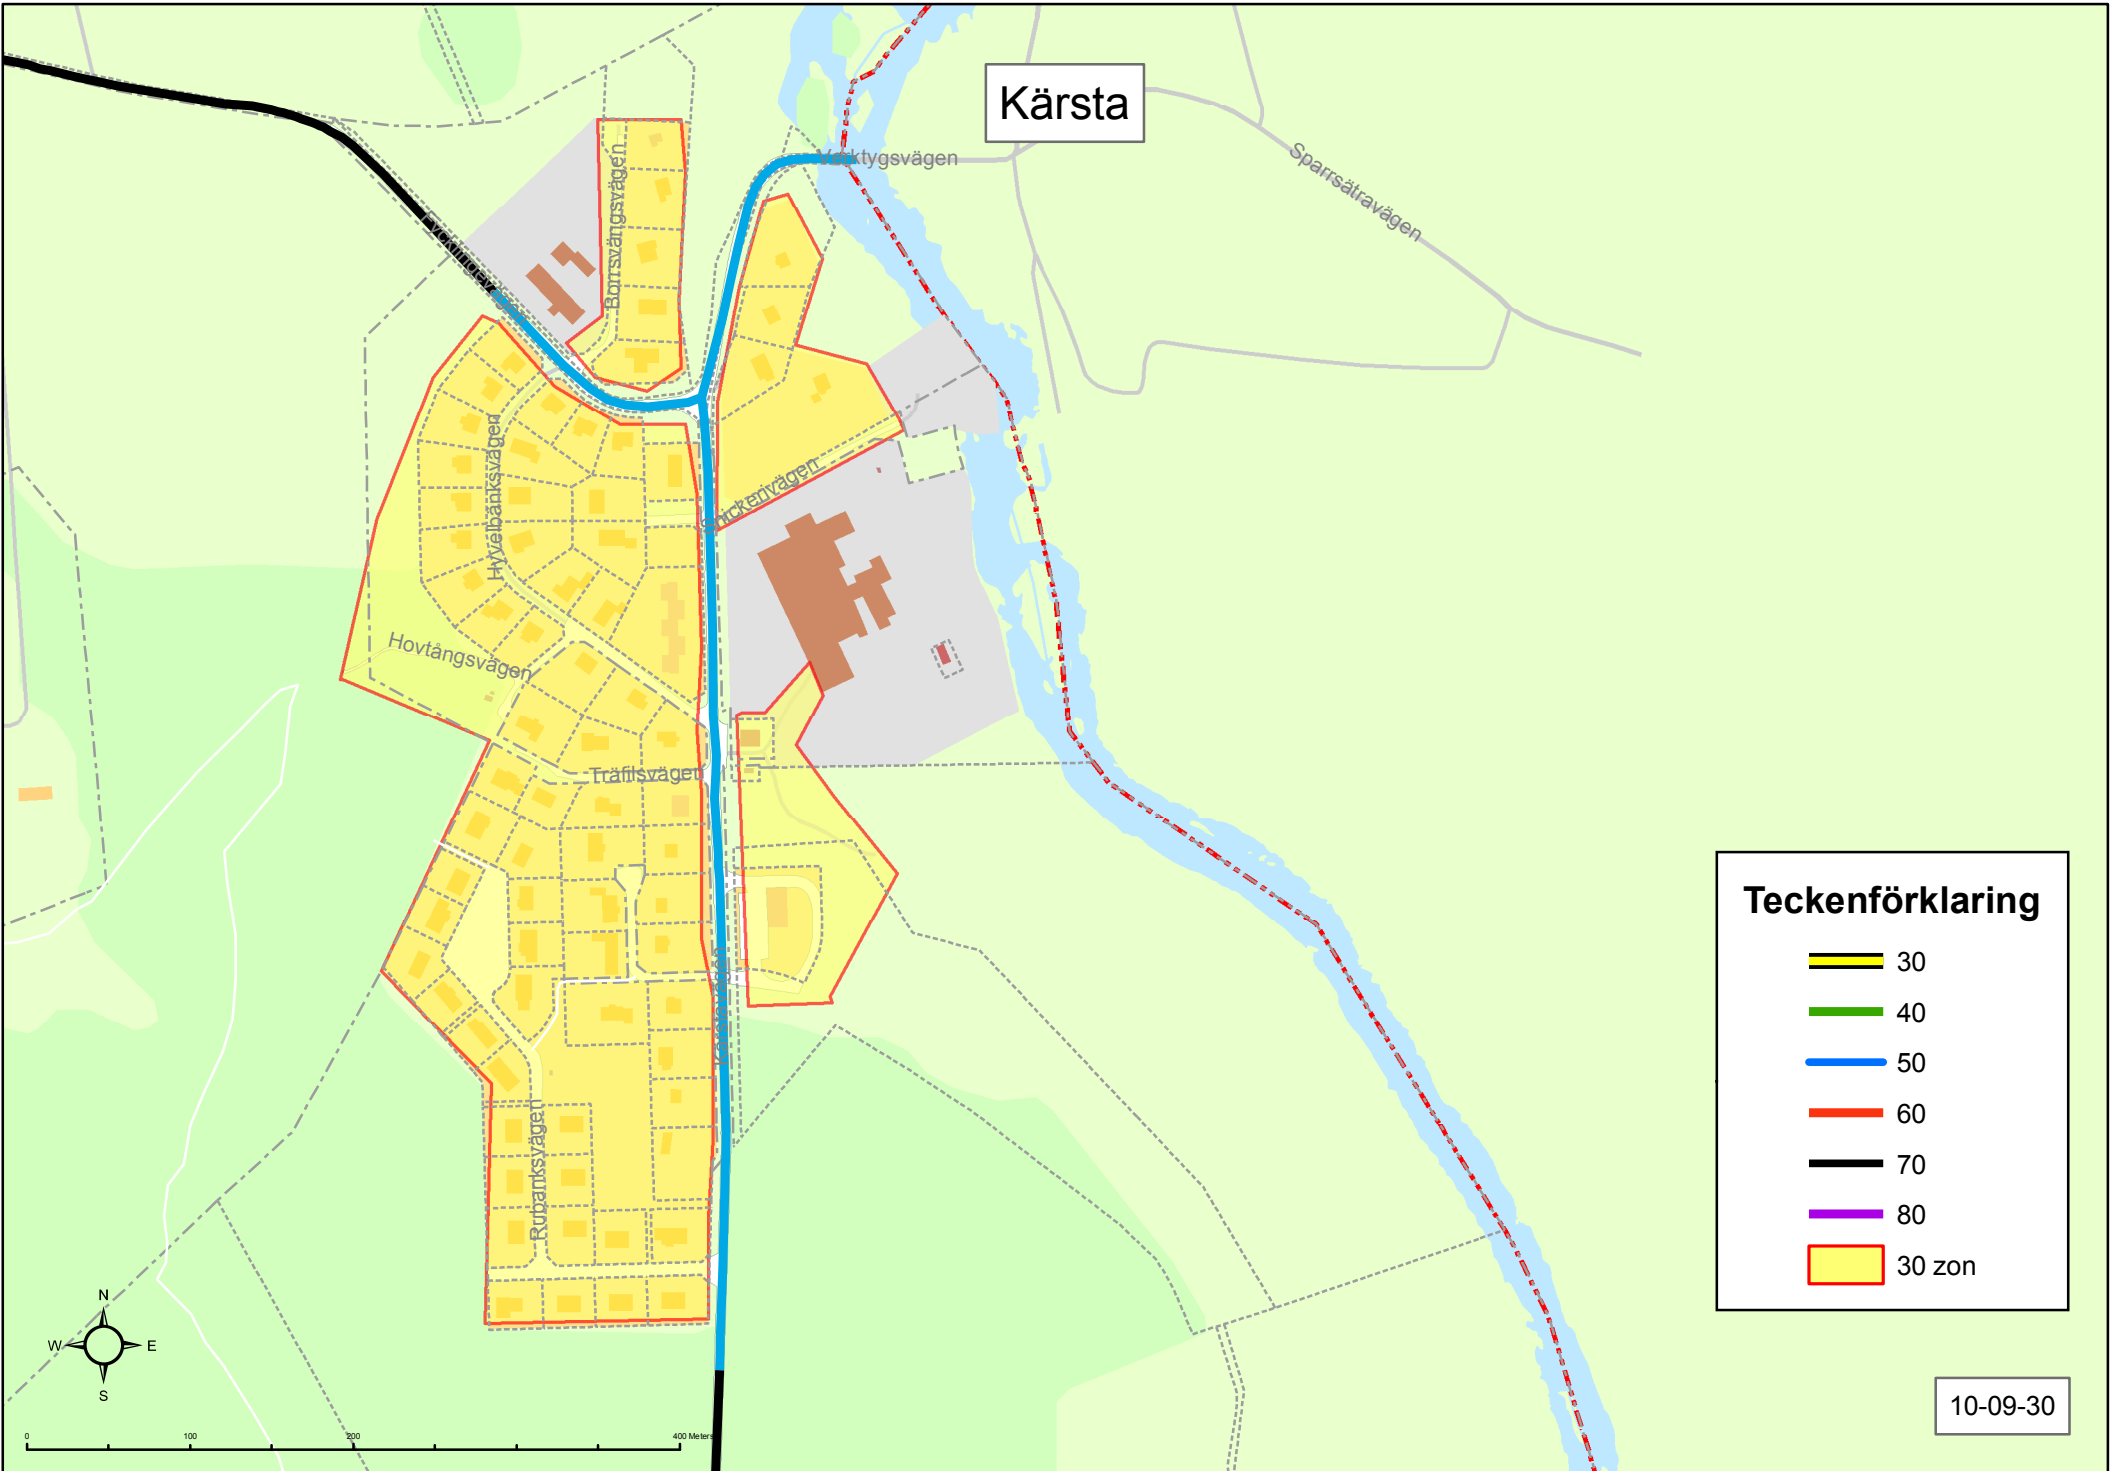 Kärsta
Verktygsvägen
Sparrsätravägen
Borrsvängsvägen
Hyvelbänksvägen
Snickerivägen
Hovtångsvägen
Träfilsvägen
Kärstavägen
Rubanksvägen
Teckenförklaring
30
40
50
60
70
80
30 zon
N
W
E
S
0
100
200
400 Meters
10-09-30